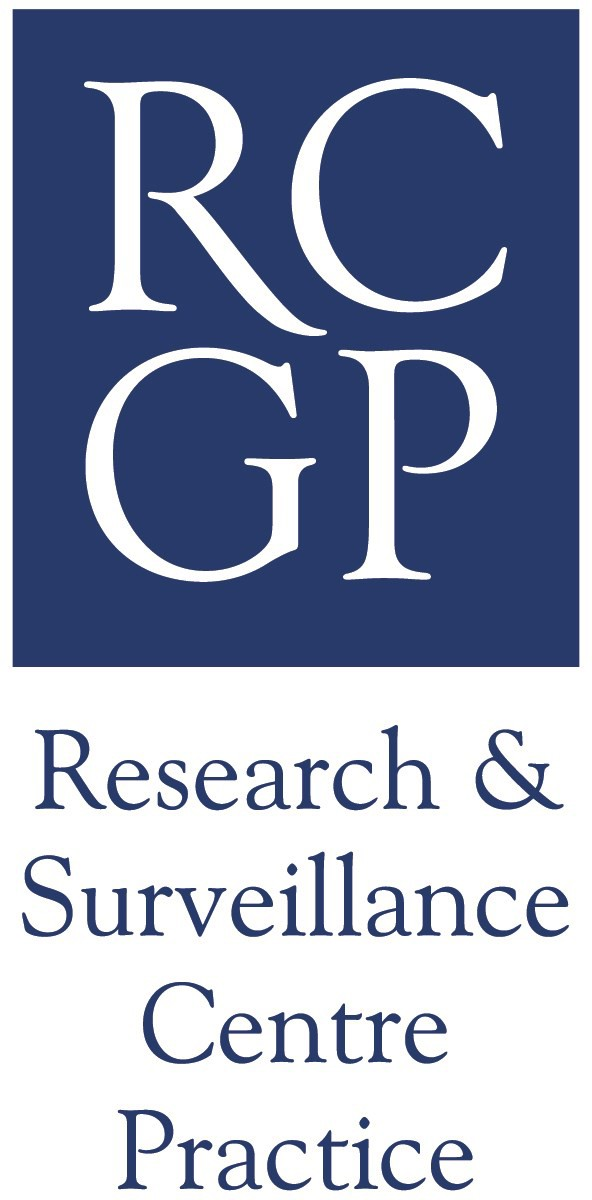 RC
GP
Research &
Surveillance
Centre
Practice